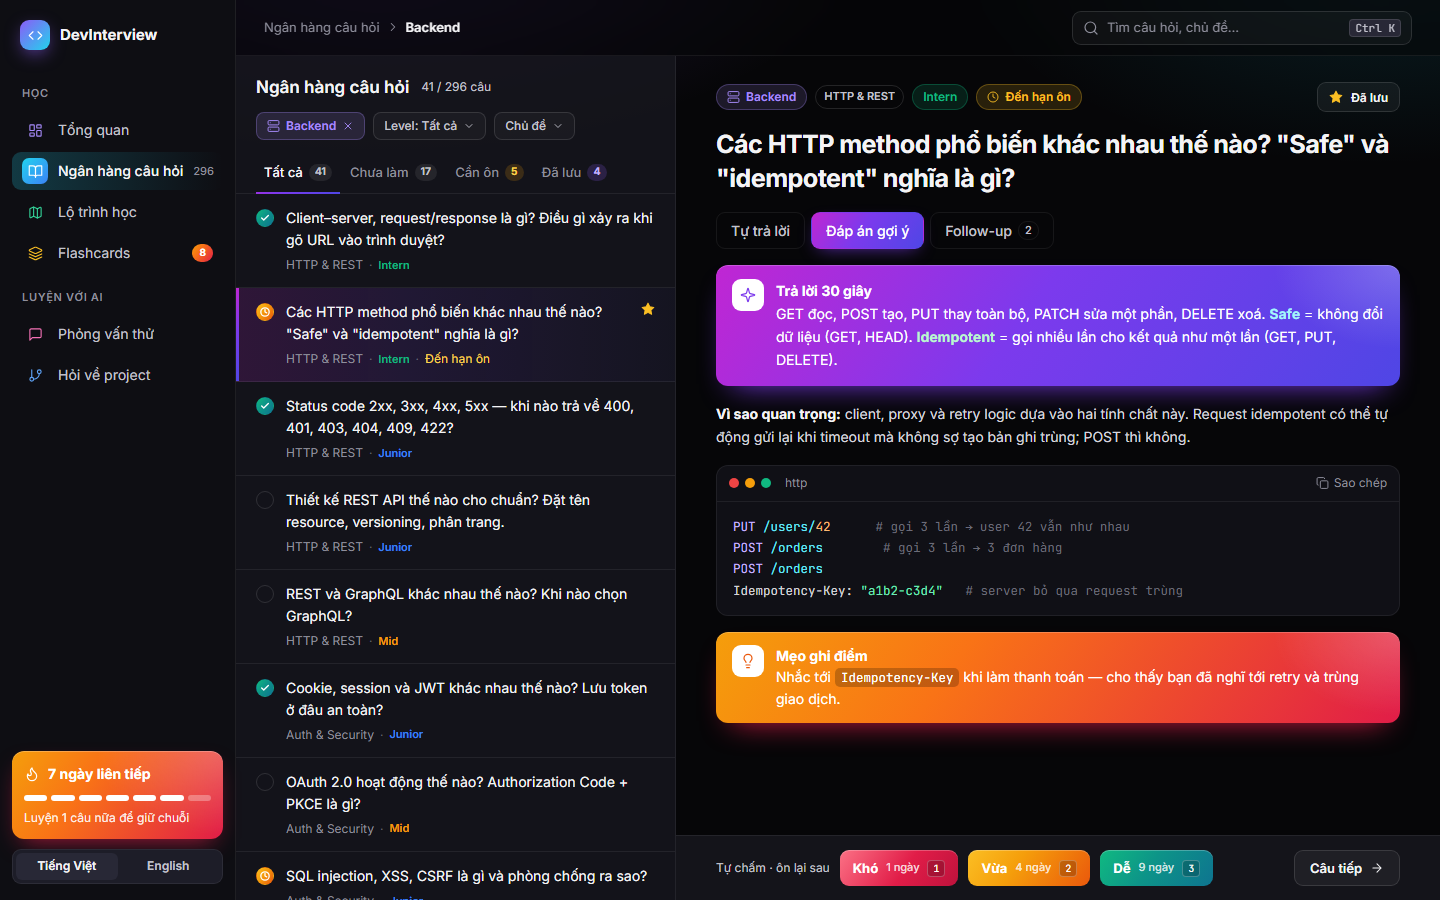 DevInterview
HỌC
Tổng quan
Ngân hàng câu hỏi 296
Lộ trình học
Flashcards 8
LUYỆN VỚI AI
Phỏng vấn thử
Hỏi về project
7 ngày liên tiếp
Luyện 1 câu nữa để giữ chuỗi
Tiếng Việt English
Ngân hàng câu hỏi > Backend
Tìm câu hỏi, chủ đề... Ctrl K
Ngân hàng câu hỏi 41 / 296 câu
Backend × Level: Tất cả Chủ đề
Tất cả 41 Chưa làm 17 Cần ôn 5 Đã lưu 4
Client–server, request/response là gì? Điều gì xảy ra khi
gõ URL vào trình duyệt?
HTTP & REST · Intern
Các HTTP method phổ biến khác nhau thế nào?
"Safe" và "idempotent" nghĩa là gì?
HTTP & REST · Intern · Đến hạn ôn
Status code 2xx, 3xx, 4xx, 5xx — khi nào trả về 400,
401, 403, 404, 409, 422?
HTTP & REST · Junior
Thiết kế REST API thế nào cho chuẩn? Đặt tên
resource, versioning, phân trang.
HTTP & REST · Junior
REST và GraphQL khác nhau thế nào? Khi nào chọn
GraphQL?
HTTP & REST · Mid
Cookie, session và JWT khác nhau thế nào? Lưu token
ở đâu an toàn?
Auth & Security · Junior
OAuth 2.0 hoạt động thế nào? Authorization Code +
PKCE là gì?
Auth & Security · Mid
SQL injection, XSS, CSRF là gì và phòng chống ra sao?
Auth & Security · Junior
Backend HTTP & REST Intern Đến hạn ôn Đã lưu
Các HTTP method phổ biến khác nhau thế nào? "Safe" và
"idempotent" nghĩa là gì?
Tự trả lời Đáp án gợi ý Follow-up 2
Trả lời 30 giây
GET đọc, POST tạo, PUT thay toàn bộ, PATCH sửa một phần, DELETE xoá. Safe = không đổi
dữ liệu (GET, HEAD). Idempotent = gọi nhiều lần cho kết quả như một lần (GET, PUT,
DELETE).
Vì sao quan trọng: client, proxy và retry logic dựa vào hai tính chất này. Request idempotent có thể tự
động gửi lại khi timeout mà không sợ tạo bản ghi trùng; POST thì không.
http Sao chép
PUT /users/42 # gọi 3 lần → user 42 vẫn như nhau
POST /orders # gọi 3 lần → 3 đơn hàng
POST /orders
Idempotency-Key: "a1b2-c3d4" # server bỏ qua request trùng
Mẹo ghi điểm
Nhắc tới Idempotency-Key khi làm thanh toán — cho thấy bạn đã nghĩ tới retry và trùng
giao dịch.
Tự chấm · ôn lại sau Khó 1 ngày 1 Vừa 4 ngày 2 Dễ 9 ngày 3 Câu tiếp →